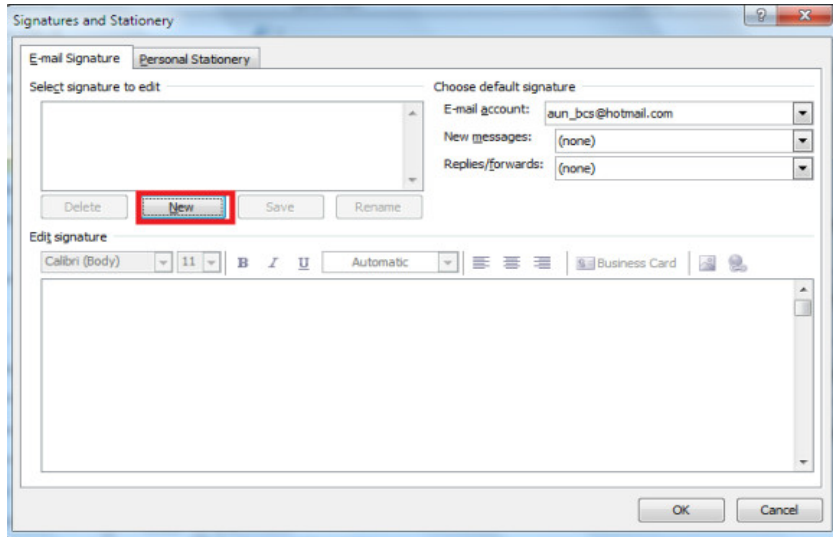 Signatures and Stationery
E-mail Signature Personal Stationery
Select signature to edit
Choose default signature
E-mail account: aun_bcs@hotmail.com
New messages: (none)
Replies/forwards: (none)
Delete New Save Rename
Edit signature
Calibri (Body) 11 B I U Automatic Business Card
OK Cancel